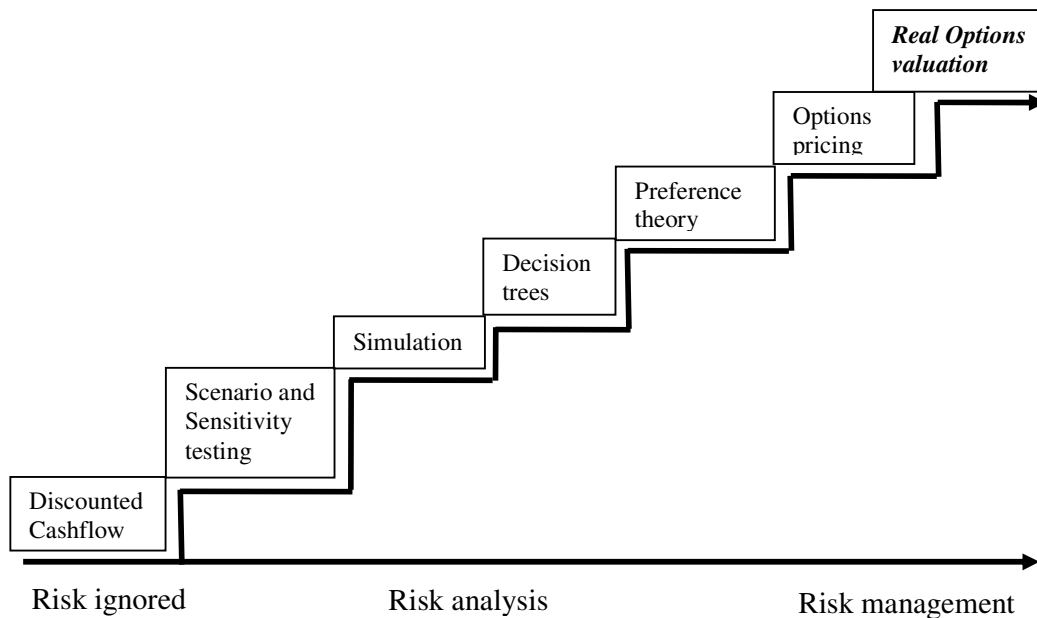 Real Options
valuation
Options
pricing
Preference
theory
Decision
trees
Simulation
Scenario and
Sensitivity
testing
Discounted
Cashflow
Risk ignored
Risk analysis
Risk management